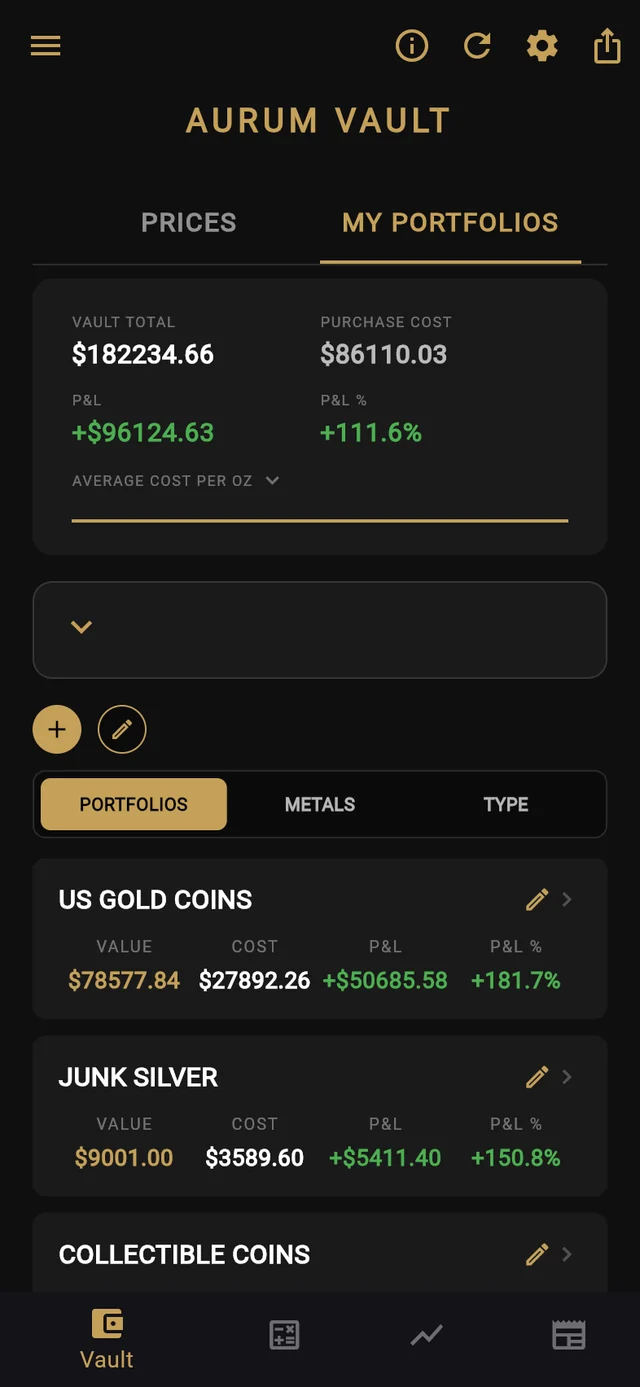 AURUM VAULT
PRICES MY PORTFOLIOS
VAULT TOTAL PURCHASE COST
$182234.66 $86110.03
P&L P&L %
+$96124.63 +111.6%
AVERAGE COST PER OZ
PORTFOLIOS METALS TYPE
US GOLD COINS
VALUE COST P&L P&L %
$78577.84 $27892.26 +$50685.58 +181.7%
JUNK SILVER
VALUE COST P&L P&L %
$9001.00 $3589.60 +$5411.40 +150.8%
COLLECTIBLE COINS
Vault